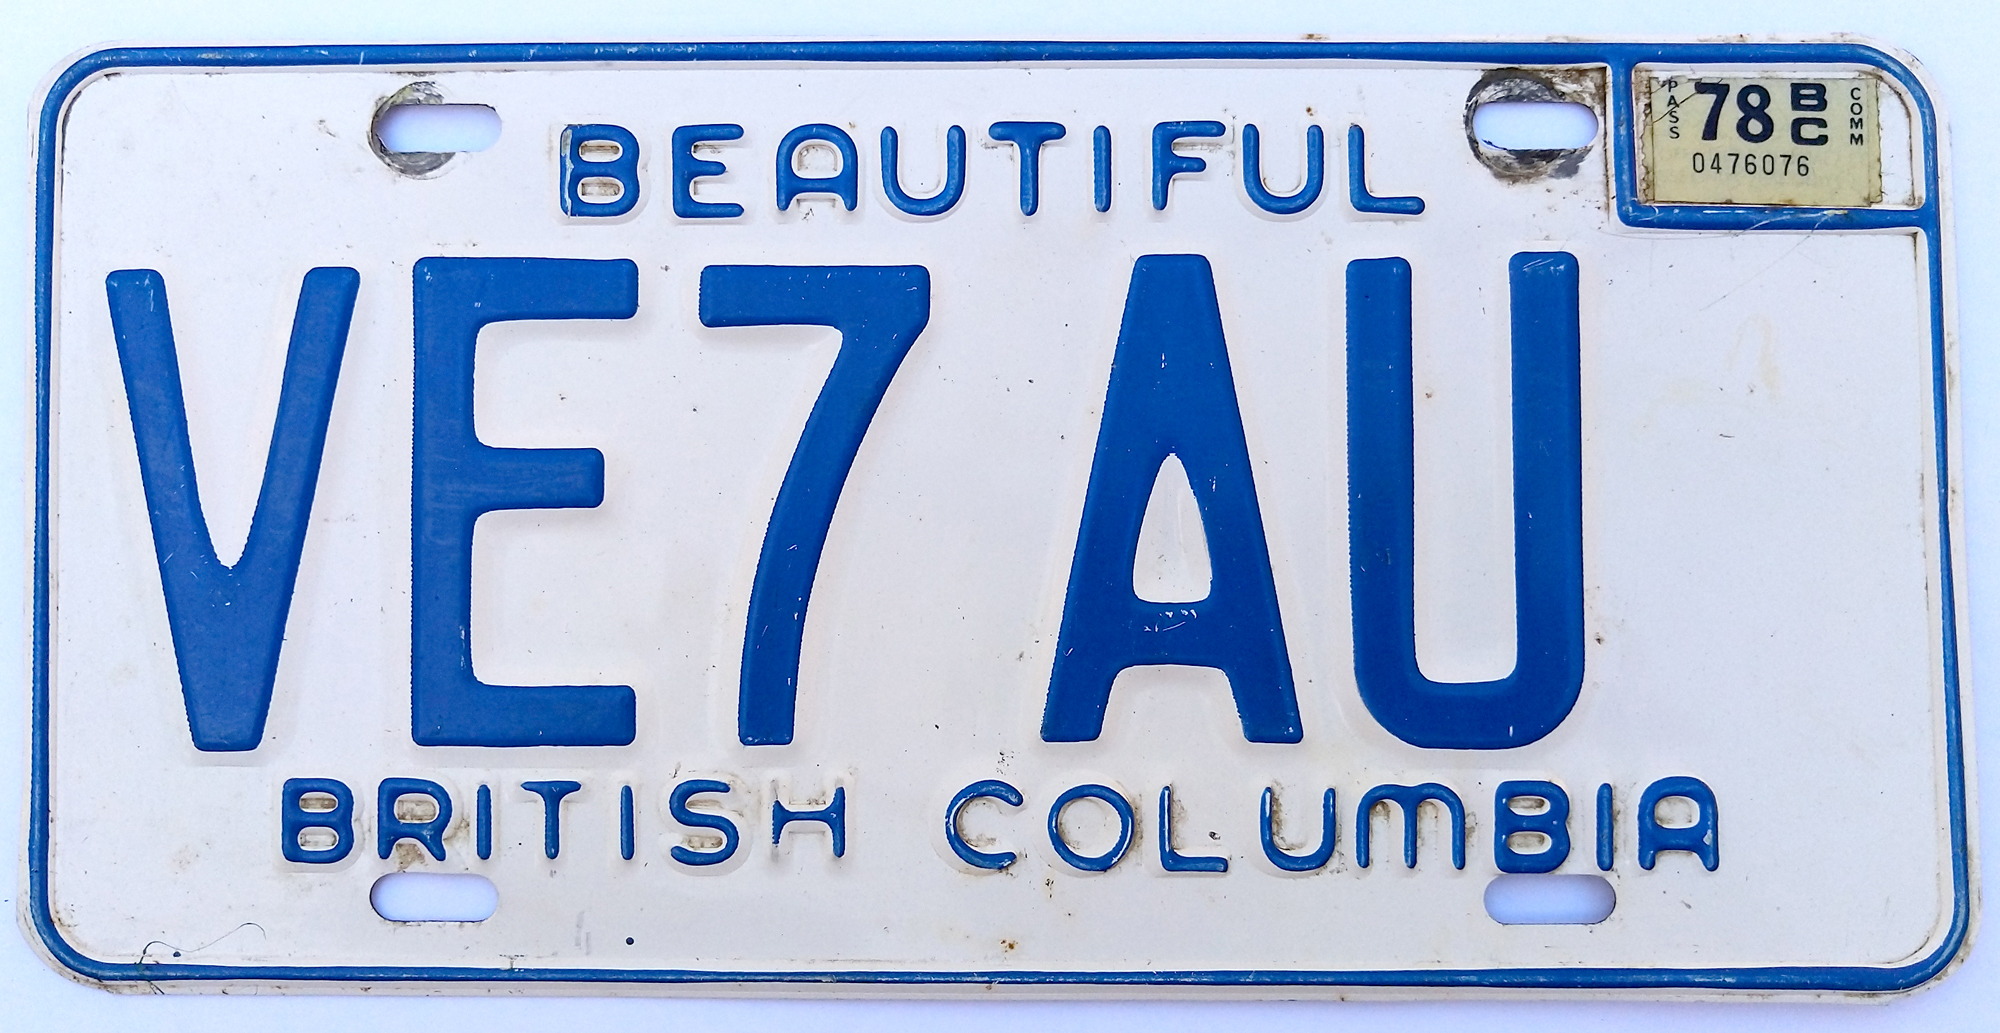 BEAUTIFUL
PASS 78 BC COMM
0476076
VE7 AU
BRITISH COLUMBIA